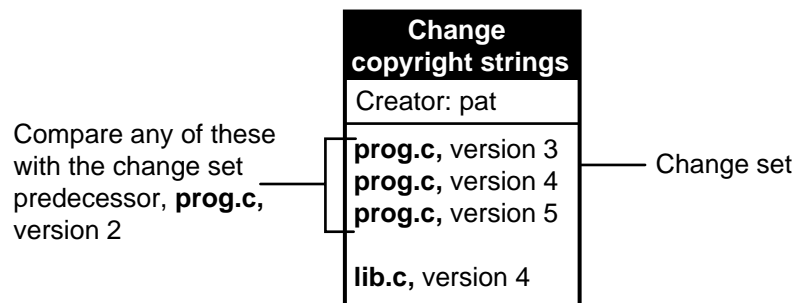 Change
copyright strings
Creator: pat
Compare any of these
with the change set
predecessor, prog.c,
version 2
prog.c, version 3
prog.c, version 4
prog.c, version 5
lib.c, version 4
Change set